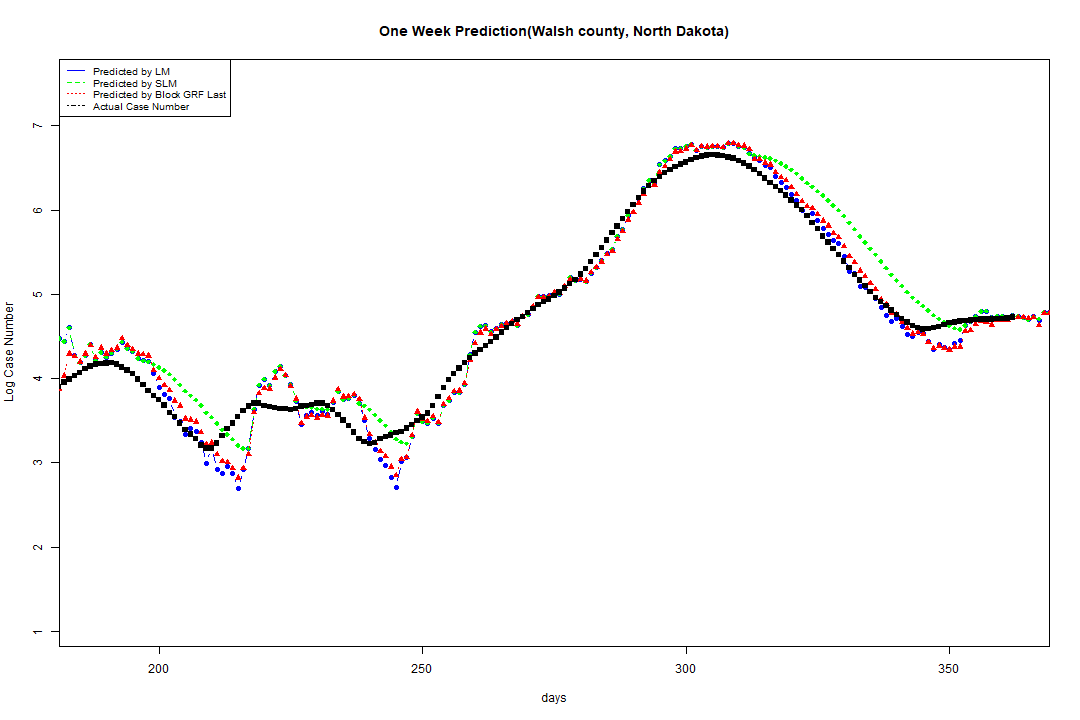 One Week Prediction(Walsh county, North Dakota)
Predicted by LM
Predicted by SLM
Predicted by Block GRF Last
Actual Case Number
Log Case Number
7
6
5
4
3
2
1
200
250
300
350
days